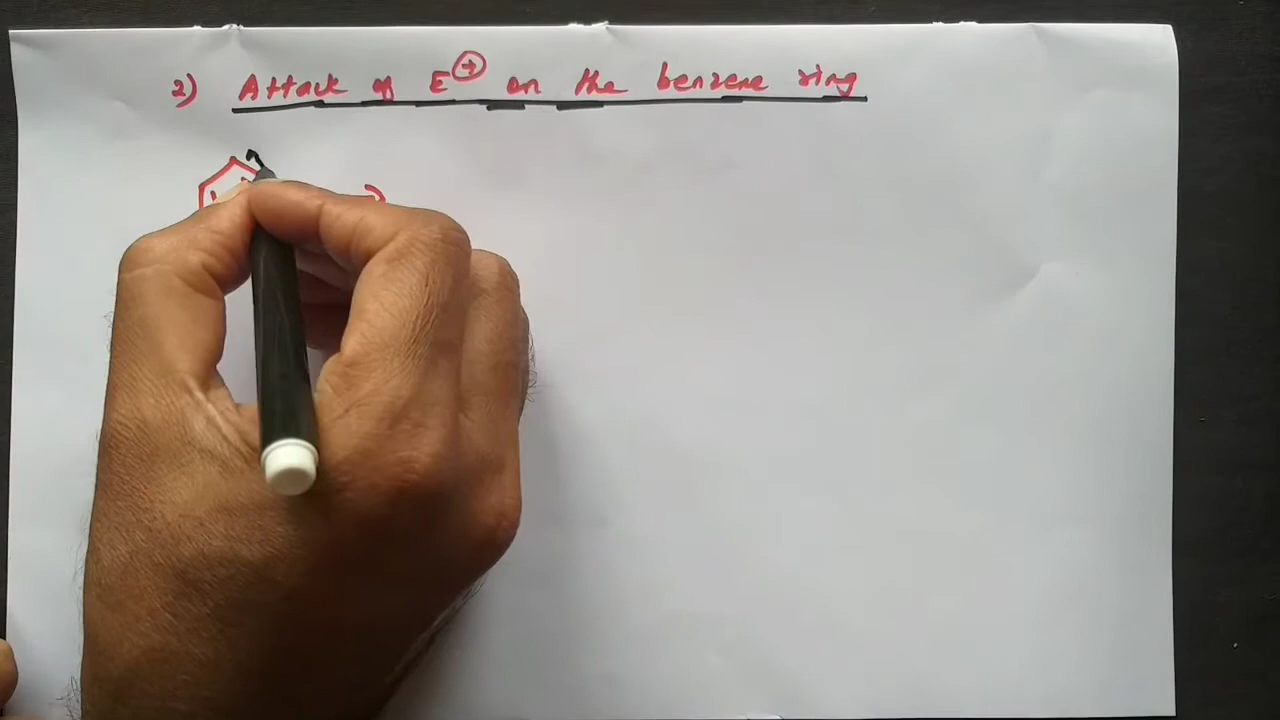 2) Attack of E⊕ on the benzene ring